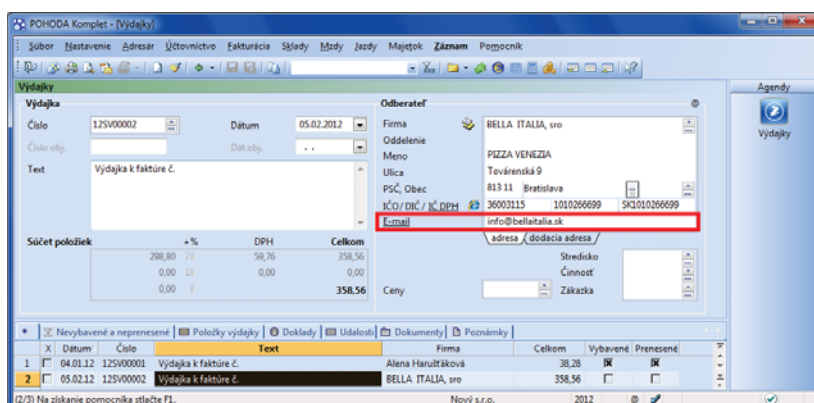 POHODA Komplet - [Výdajky]
Súbor Nastavenie Adresár Účtovníctvo Fakturácia Sklady Mzdy Jazdy Majetok Záznam Pomocník
Výdajky
Agendy
Výdajka
Odberateľ @
Číslo 12SV00002 Dátum 05.02.2012
Firma BELLA ITALIA, sro
Výdajky
Číslo obj. Dát.obj. . .
Oddelenie
Meno PIZZA VENEZIA
Text Výdajka k faktúre č.
Ulica Továrenská 9
PSČ, Obec 813 11 Bratislava
IČO/ DIČ / IČ DPH 36003115 1010266699 SK1010266699
E-mail info@bellaitalia.sk
adresa dodacia adresa
Súčet položiek +% DPH Celkom
298,80 20 59,76 358,56
Stredisko
0,00 10 0,00 0,00
Činnosť
0,00 0 358,56
Ceny Zákazka
* Nevybavené a neprenesené Položky výdajky Doklady Udalosti Dokumenty Poznámky
X Dátum Číslo Text Firma Celkom Vybavené Prenesené
1 04.01.12 12SV00001 Výdajka k faktúre č. Alena Haruštáková 38,28
2 05.02.12 12SV00002 Výdajka k faktúre č. BELLA ITALIA, sro 358,56
(2/3) Na získanie pomocníka stlačte F1. Nový s.r.o. 2012 @